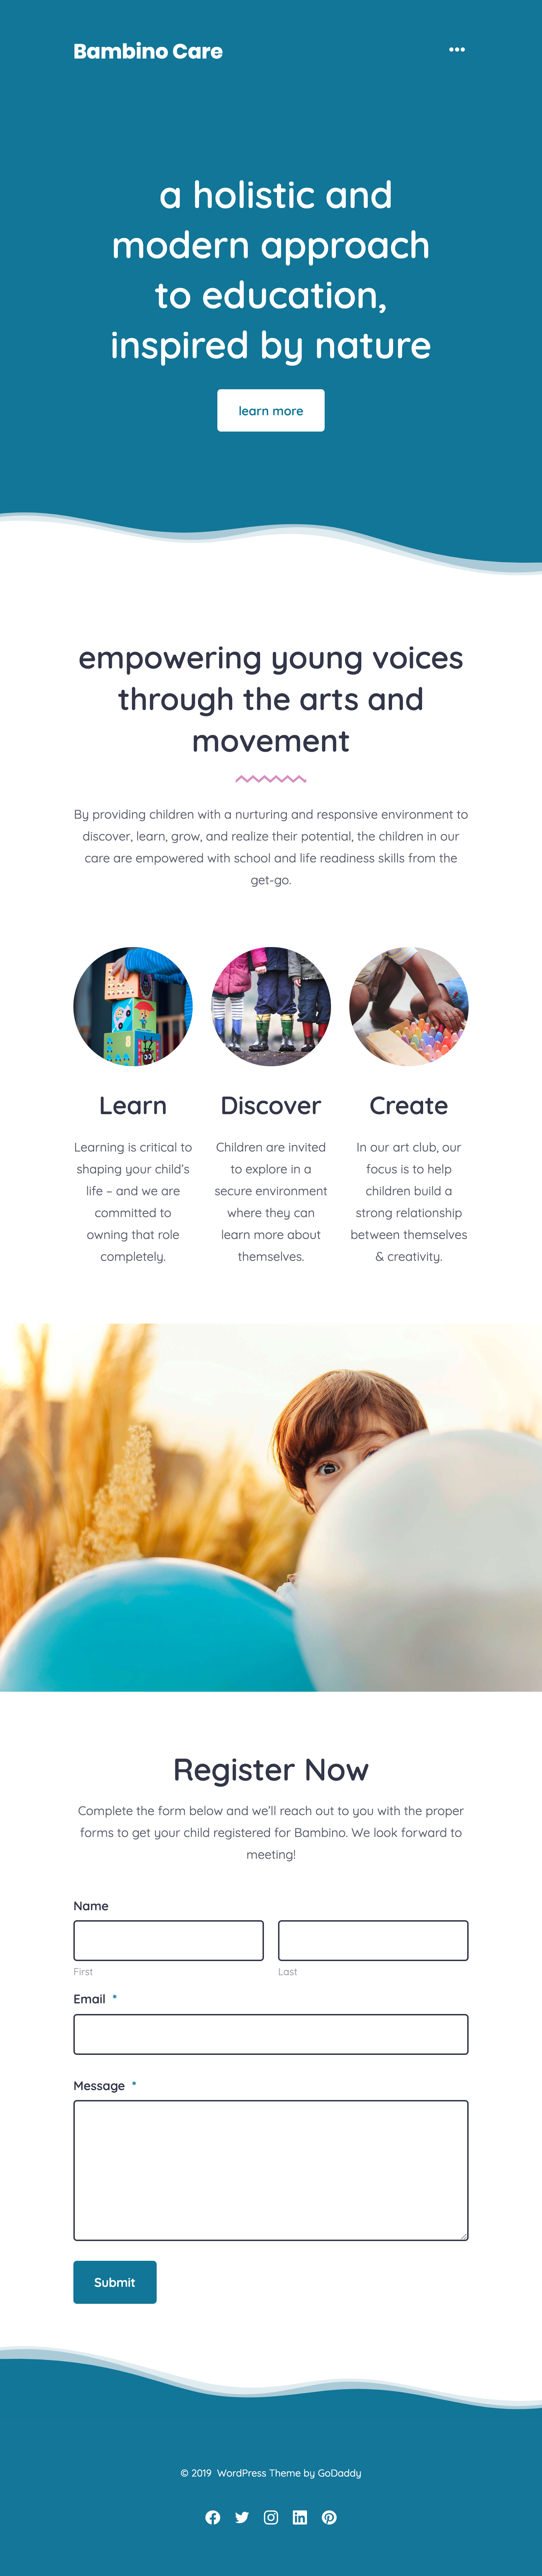 Bambino Care
a holistic and
modern approach
to education,
inspired by nature
learn more
empowering young voices
through the arts and
movement
By providing children with a nurturing and responsive environment to
discover, learn, grow, and realize their potential, the children in our
care are empowered with school and life readiness skills from the
get-go.
Learn
Learning is critical to
shaping your child's
life – and we are
committed to
owning that role
completely.
Discover
Children are invited
to explore in a
secure environment
where they can
learn more about
themselves.
Create
In our art club, our
focus is to help
children build a
strong relationship
between themselves
& creativity.
Register Now
Complete the form below and we'll reach out to you with the proper
forms to get your child registered for Bambino. We look forward to
meeting!
Name
First Last
Email *
Message *
Submit
© 2019 WordPress Theme by GoDaddy